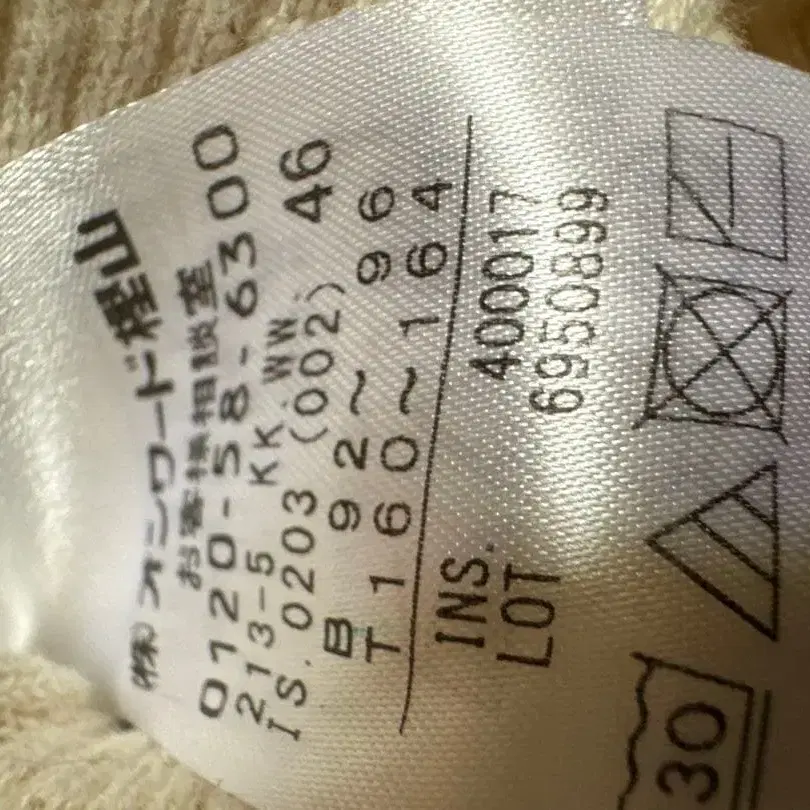 ㈱オンワード樫山
お客様相談室
0120-58-6300
213-5 KK.WW
IS.0203 (002) 46
B 92～ 96
T160～164
INS. 400017
LOT 6950899
30